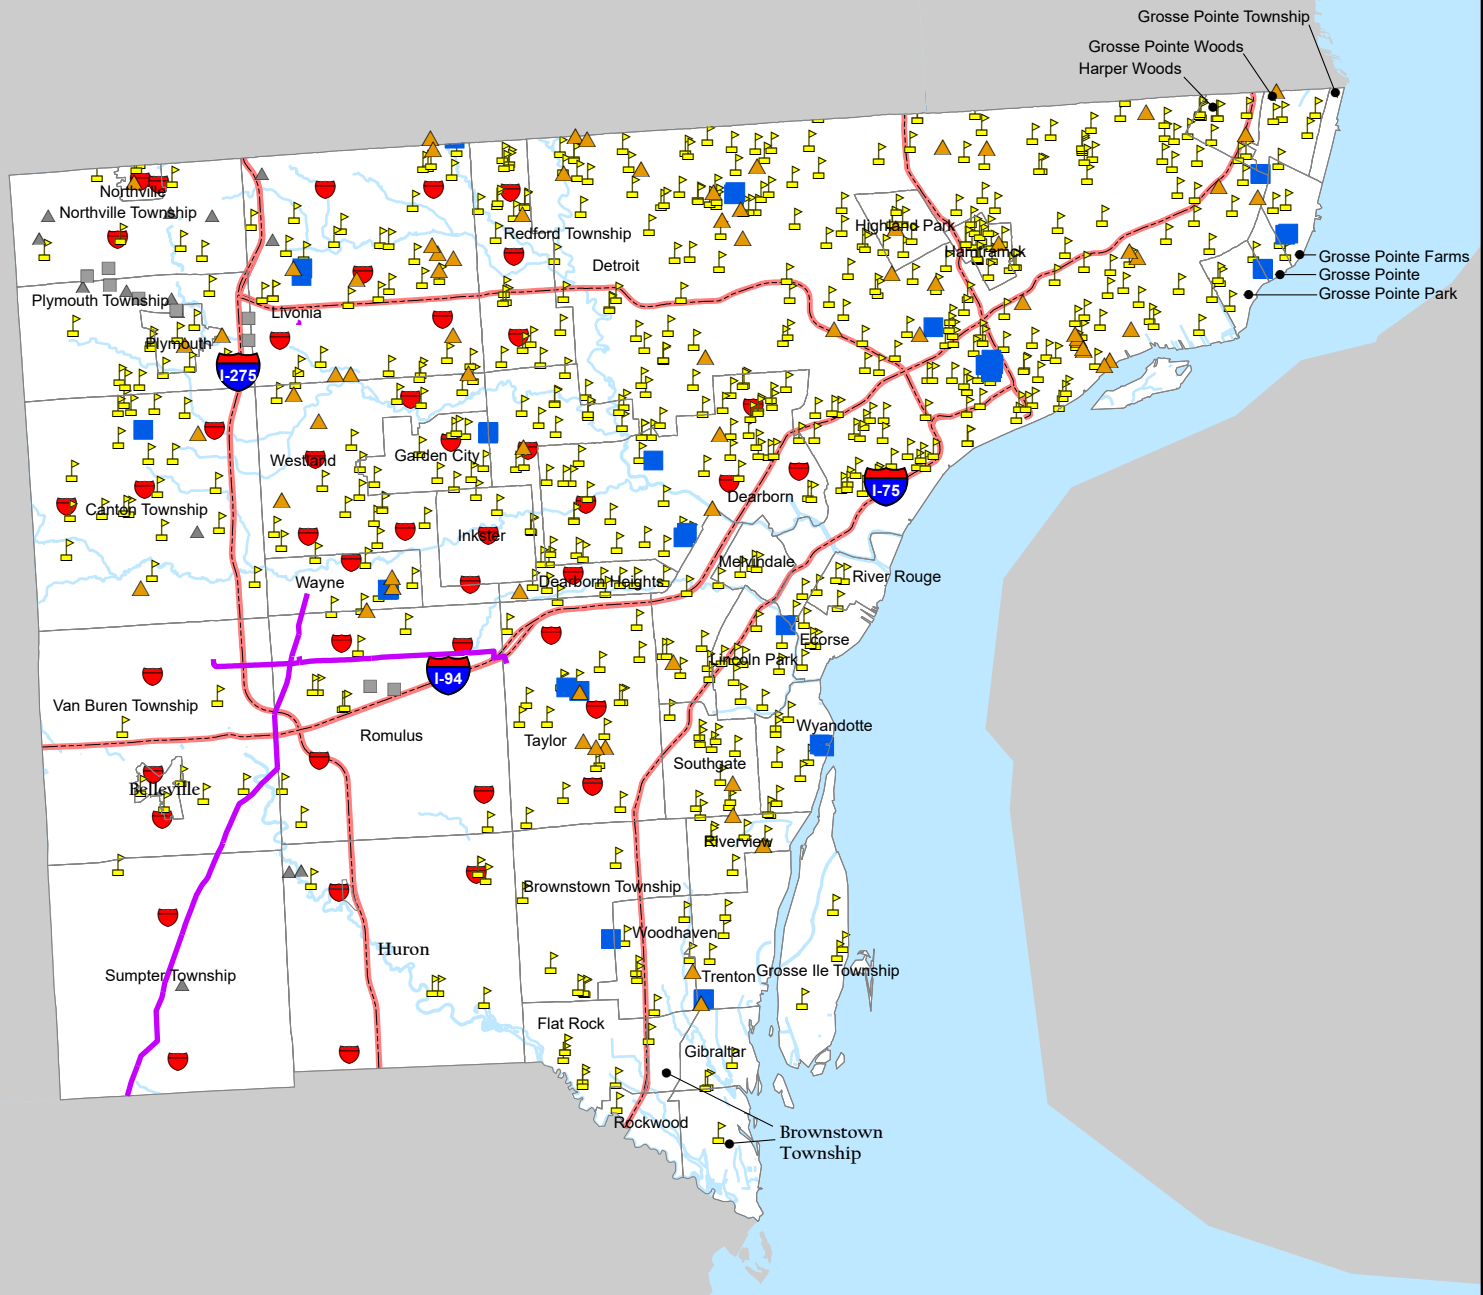 Grosse Pointe Township
Grosse Pointe Woods
Harper Woods
Northville
Northville Township
Redford Township
Highland Park
Hamtramck
Detroit
Grosse Pointe Farms
Grosse Pointe
Grosse Pointe Park
Plymouth Township
Livonia
Plymouth
I-275
Westland
Garden City
I-75
Dearborn
Canton Township
Inkster
Melvindale
River Rouge
Wayne
Dearborn Heights
Ecorse
Lincoln Park
I-94
Van Buren Township
Wyandotte
Romulus
Taylor
Southgate
Belleville
Riverview
Brownstown Township
Woodhaven
Huron
Sumpter Township
Trenton
Grosse Ile Township
Flat Rock
Gibraltar
Rockwood
Brownstown
Township